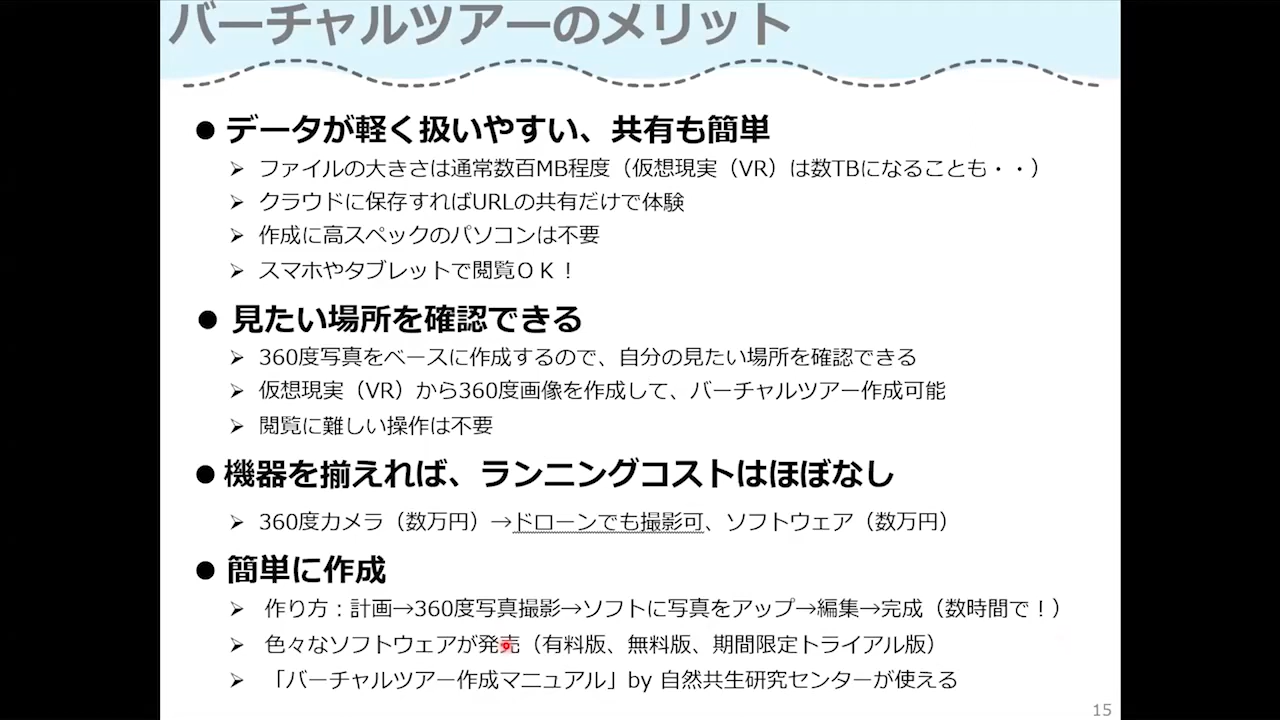 バーチャルツアーのメリット
● データが軽く扱いやすい、共有も簡単
➢ ファイルの大きさは通常数百MB程度（仮想現実（VR）は数TBになることも・・）
➢ クラウドに保存すればURLの共有だけで体験
➢ 作成に高スペックのパソコンは不要
➢ スマホやタブレットで閲覧ＯＫ！
● 見たい場所を確認できる
➢ 360度写真をベースに作成するので、自分の見たい場所を確認できる
➢ 仮想現実（VR）から360度画像を作成して、バーチャルツアー作成可能
➢ 閲覧に難しい操作は不要
● 機器を揃えれば、ランニングコストはほぼなし
➢ 360度カメラ（数万円）→ドローンでも撮影可、ソフトウェア（数万円）
● 簡単に作成
➢ 作り方：計画→360度写真撮影→ソフトに写真をアップ→編集→完成（数時間で！）
➢ 色々なソフトウェアが発売（有料版、無料版、期間限定トライアル版）
➢ 「バーチャルツアー作成マニュアル」by 自然共生研究センターが使える
15